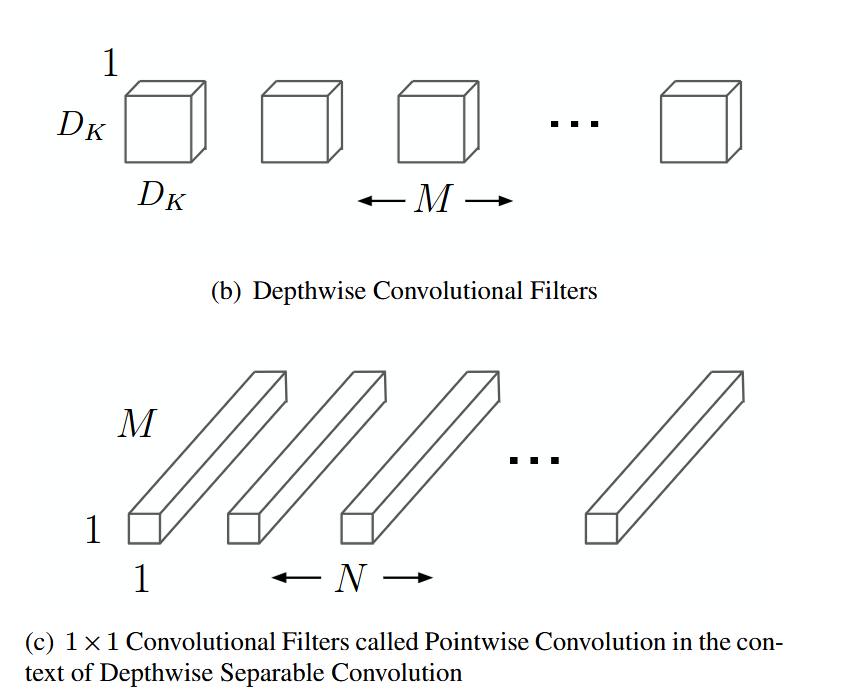 1
D_K
D_K
← M →
...
(b) Depthwise Convolutional Filters
M
...
1
1
← N →
(c) 1 × 1 Convolutional Filters called Pointwise Convolution in the con-
text of Depthwise Separable Convolution